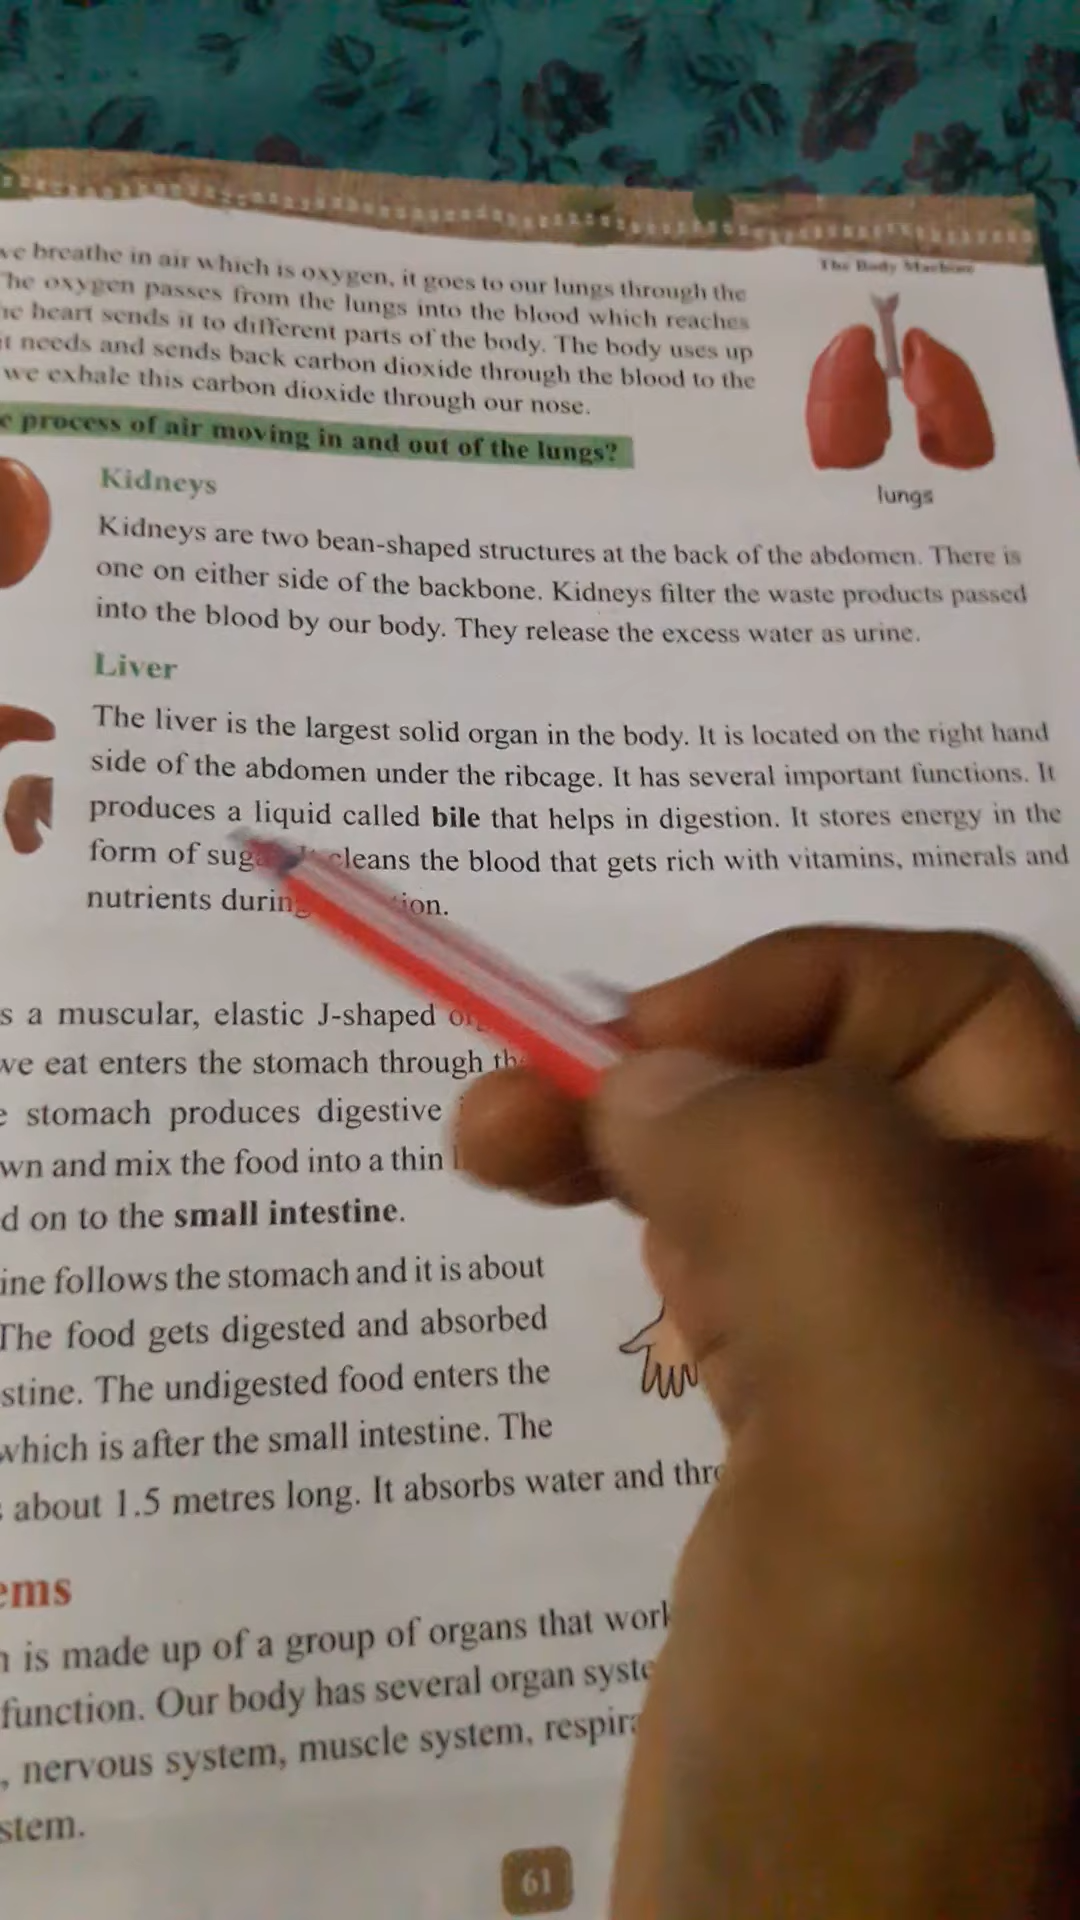 The Body Machine
we breathe in air which is oxygen, it goes to our lungs through the
The oxygen passes from the lungs into the blood which reaches
heart sends it to different parts of the body. The body uses up
it needs and sends back carbon dioxide through the blood to the
we exhale this carbon dioxide through our nose.
process of air moving in and out of the lungs?
lungs
Kidneys
Kidneys are two bean-shaped structures at the back of the abdomen. There is
one on either side of the backbone. Kidneys filter the waste products passed
into the blood by our body. They release the excess water as urine.
Liver
The liver is the largest solid organ in the body. It is located on the right hand
side of the abdomen under the ribcage. It has several important functions. It
produces a liquid called bile that helps in digestion. It stores energy in the
form of cleans the blood that gets rich with vitamins, minerals and
nutrients
s a muscular, elastic J-shaped
we eat enters the stomach through
stomach produces digestive
wn and mix the food into a thin
d on to the small intestine.
ine follows the stomach and it is about
The food gets digested and absorbed
stine. The undigested food enters the
which is after the small intestine. The
about 1.5 metres long. It absorbs water and
ems
is made up of a group of organs that
function. Our body has several organ
, nervous system, muscle system,
stem.
61